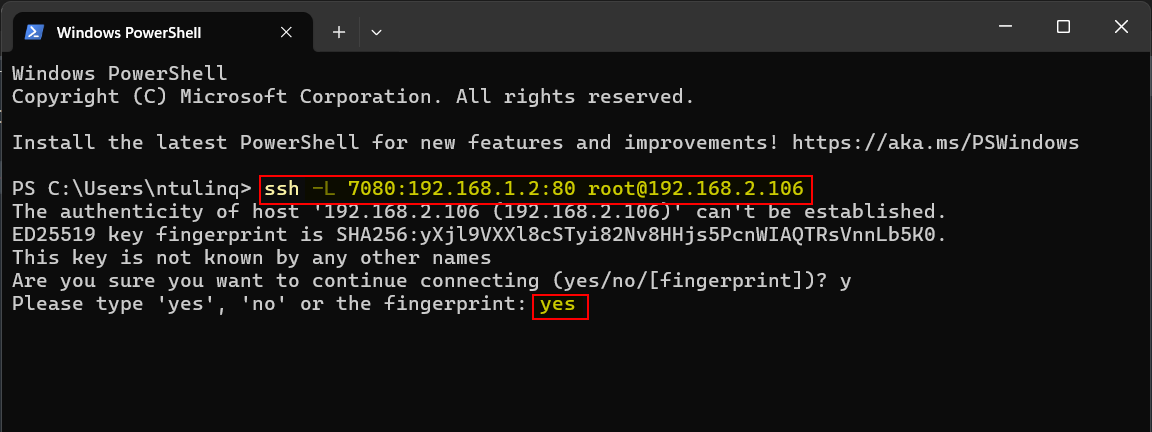 Windows PowerShell
Windows PowerShell
Copyright (C) Microsoft Corporation. All rights reserved.
Install the latest PowerShell for new features and improvements! https://aka.ms/PSWindows
PS C:\Users\ntulinq> ssh -L 7080:192.168.1.2:80 root@192.168.2.106
The authenticity of host '192.168.2.106 (192.168.2.106)' can't be established.
ED25519 key fingerprint is SHA256:yXjl9VXXl8cSTyi82Nv8HHjs5PcnWIAQTRsVnnLb5K0.
This key is not known by any other names
Are you sure you want to continue connecting (yes/no/[fingerprint])? y
Please type 'yes', 'no' or the fingerprint: yes